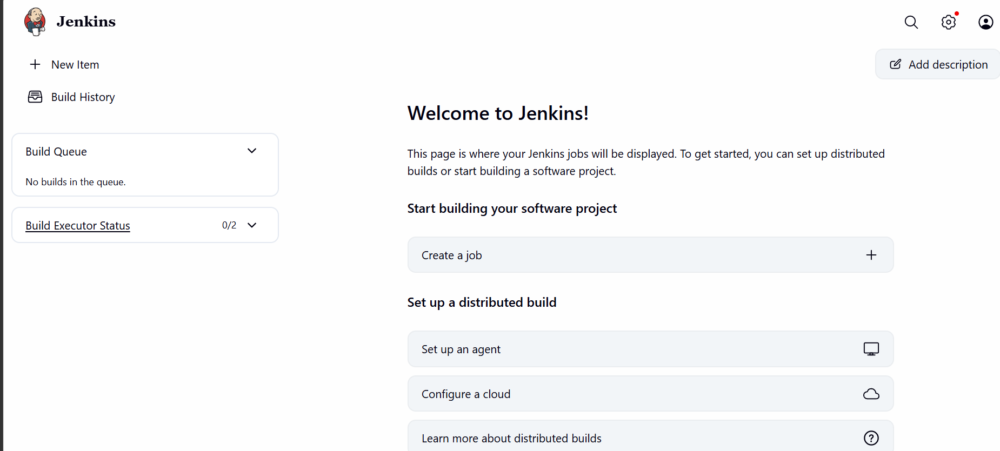 Jenkins
New Item
Build History
Build Queue
No builds in the queue.
Build Executor Status
0/2
Add description
Welcome to Jenkins!
This page is where your Jenkins jobs will be displayed. To get started, you can set up distributed
builds or start building a software project.
Start building your software project
Create a job
Set up a distributed build
Set up an agent
Configure a cloud
Learn more about distributed builds